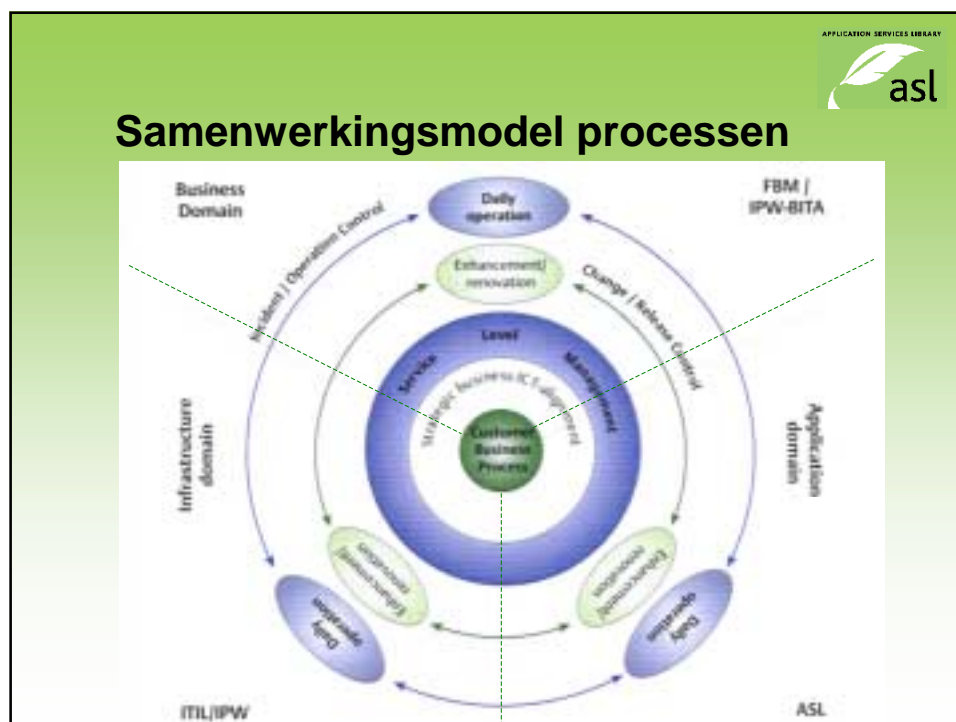 APPLICATION SERVICES LIBRARY
asl
Samenwerkingsmodel processen
Business
Domain
FBM /
IPW-BITA
Daily
operation
Incident / Operation Control
Enhancement/
renovation
Change / Release Control
Service Level Management
Strategic business ICT-alignment
Customer
Business
Process
Infrastructure
domain
Application
domain
Enhancement/
renovation
Enhancement/
renovation
Daily
operation
Daily
operation
ITIL/IPW
ASL